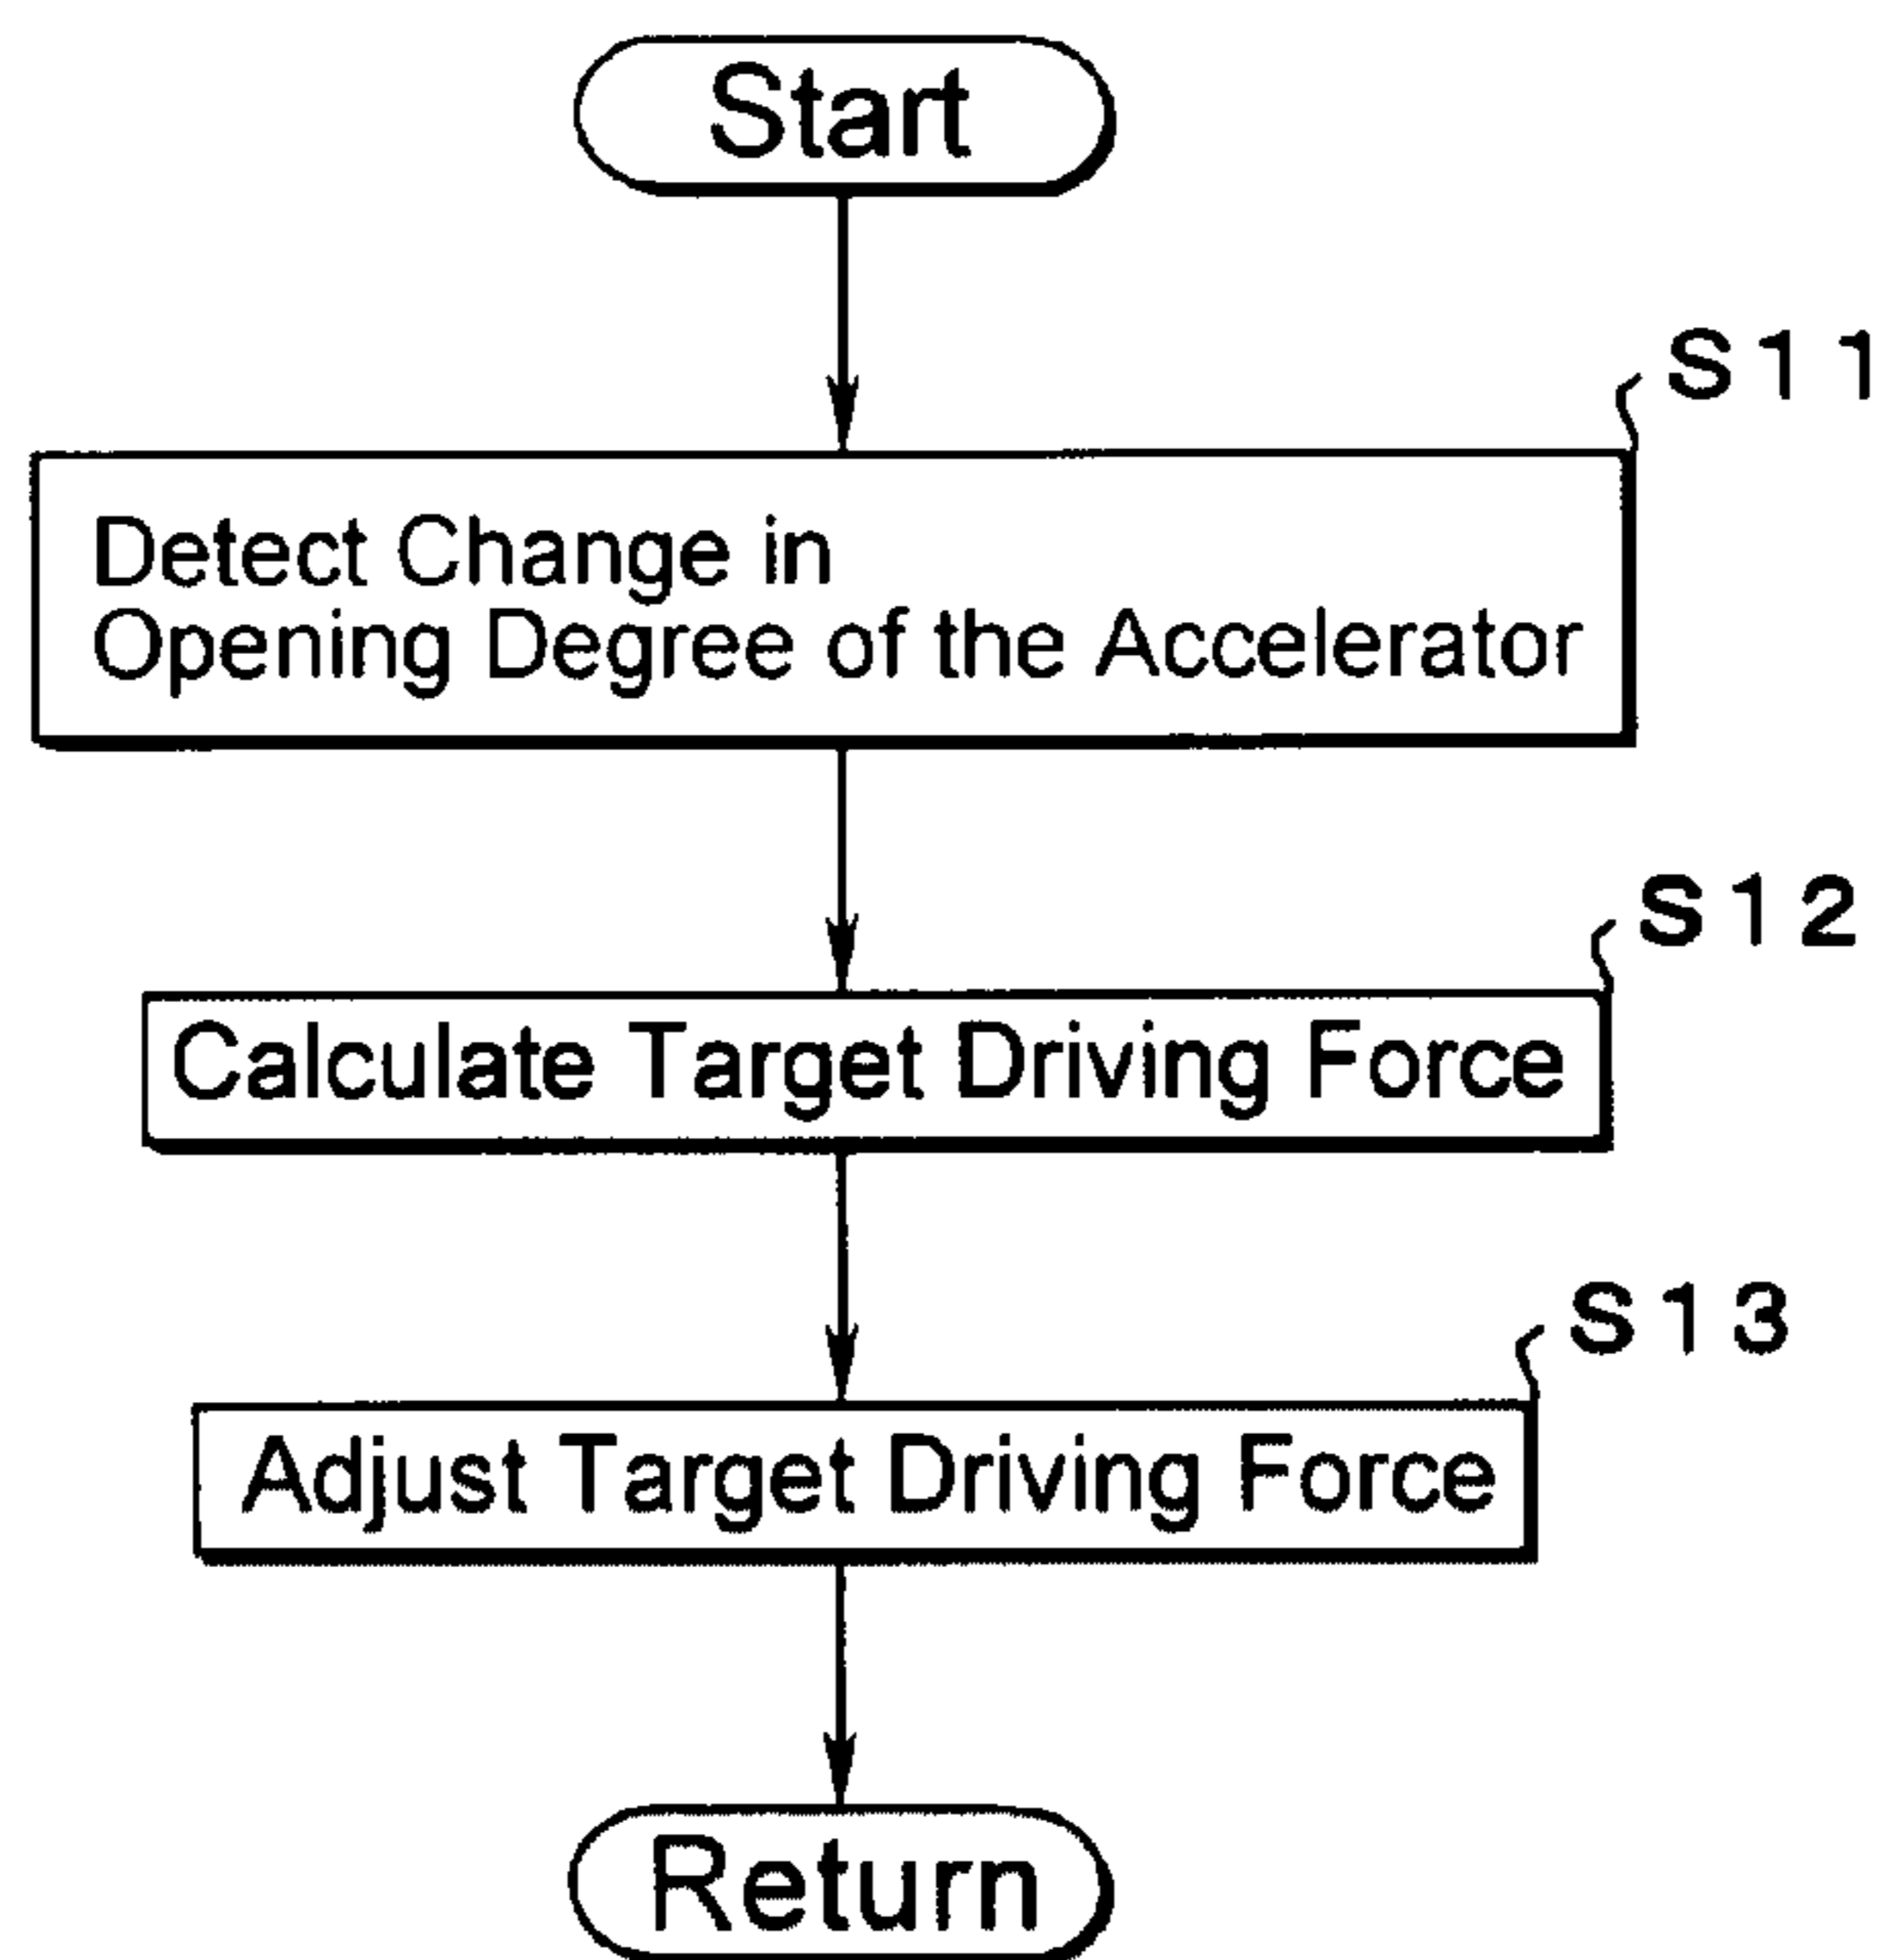 Start
S11
Detect Change in
Opening Degree of the Accelerator
S12
Calculate Target Driving Force
S13
Adjust Target Driving Force
Return